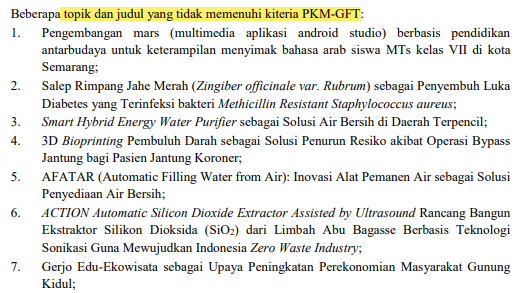 Beberapa topik dan judul yang tidak memenuhi kiteria PKM-GFT:
1. Pengembangan mars (multimedia aplikasi android studio) berbasis pendidikan
antarbudaya untuk keterampilan menyimak bahasa arab siswa MTs kelas VII di kota
Semarang;
2. Salep Rimpang Jahe Merah (Zingiber officinale var. Rubrum) sebagai Penyembuh Luka
Diabetes yang Terinfeksi bakteri Methicillin Resistant Staphylococcus aureus;
3. Smart Hybrid Energy Water Purifier sebagai Solusi Air Bersih di Daerah Terpencil;
4. 3D Bioprinting Pembuluh Darah sebagai Solusi Penurun Resiko akibat Operasi Bypass
Jantung bagi Pasien Jantung Koroner;
5. AFATAR (Automatic Filling Water from Air): Inovasi Alat Pemanen Air sebagai Solusi
Penyediaan Air Bersih;
6. ACTION Automatic Silicon Dioxide Extractor Assisted by Ultrasound Rancang Bangun
Ekstraktor Silikon Dioksida (SiO₂) dari Limbah Abu Bagasse Berbasis Teknologi
Sonikasi Guna Mewujudkan Indonesia Zero Waste Industry;
7. Gerjo Edu-Ekowisata sebagai Upaya Peningkatan Perekonomian Masyarakat Gunung
Kidul;